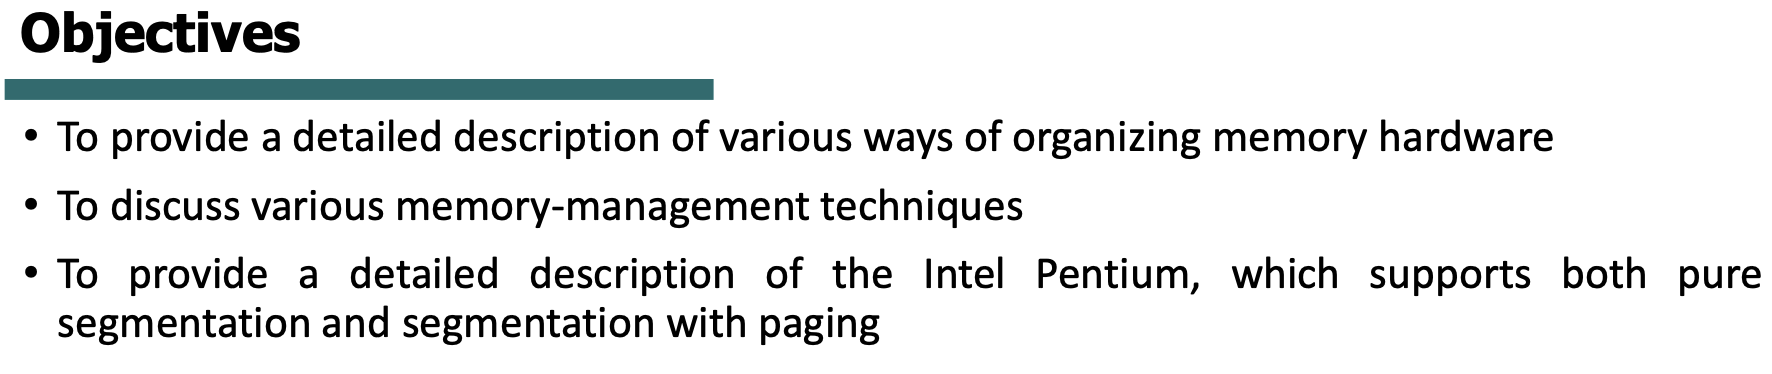 Objectives
• To provide a detailed description of various ways of organizing memory hardware
• To discuss various memory-management techniques
• To provide a detailed description of the Intel Pentium, which supports both pure
segmentation and segmentation with paging